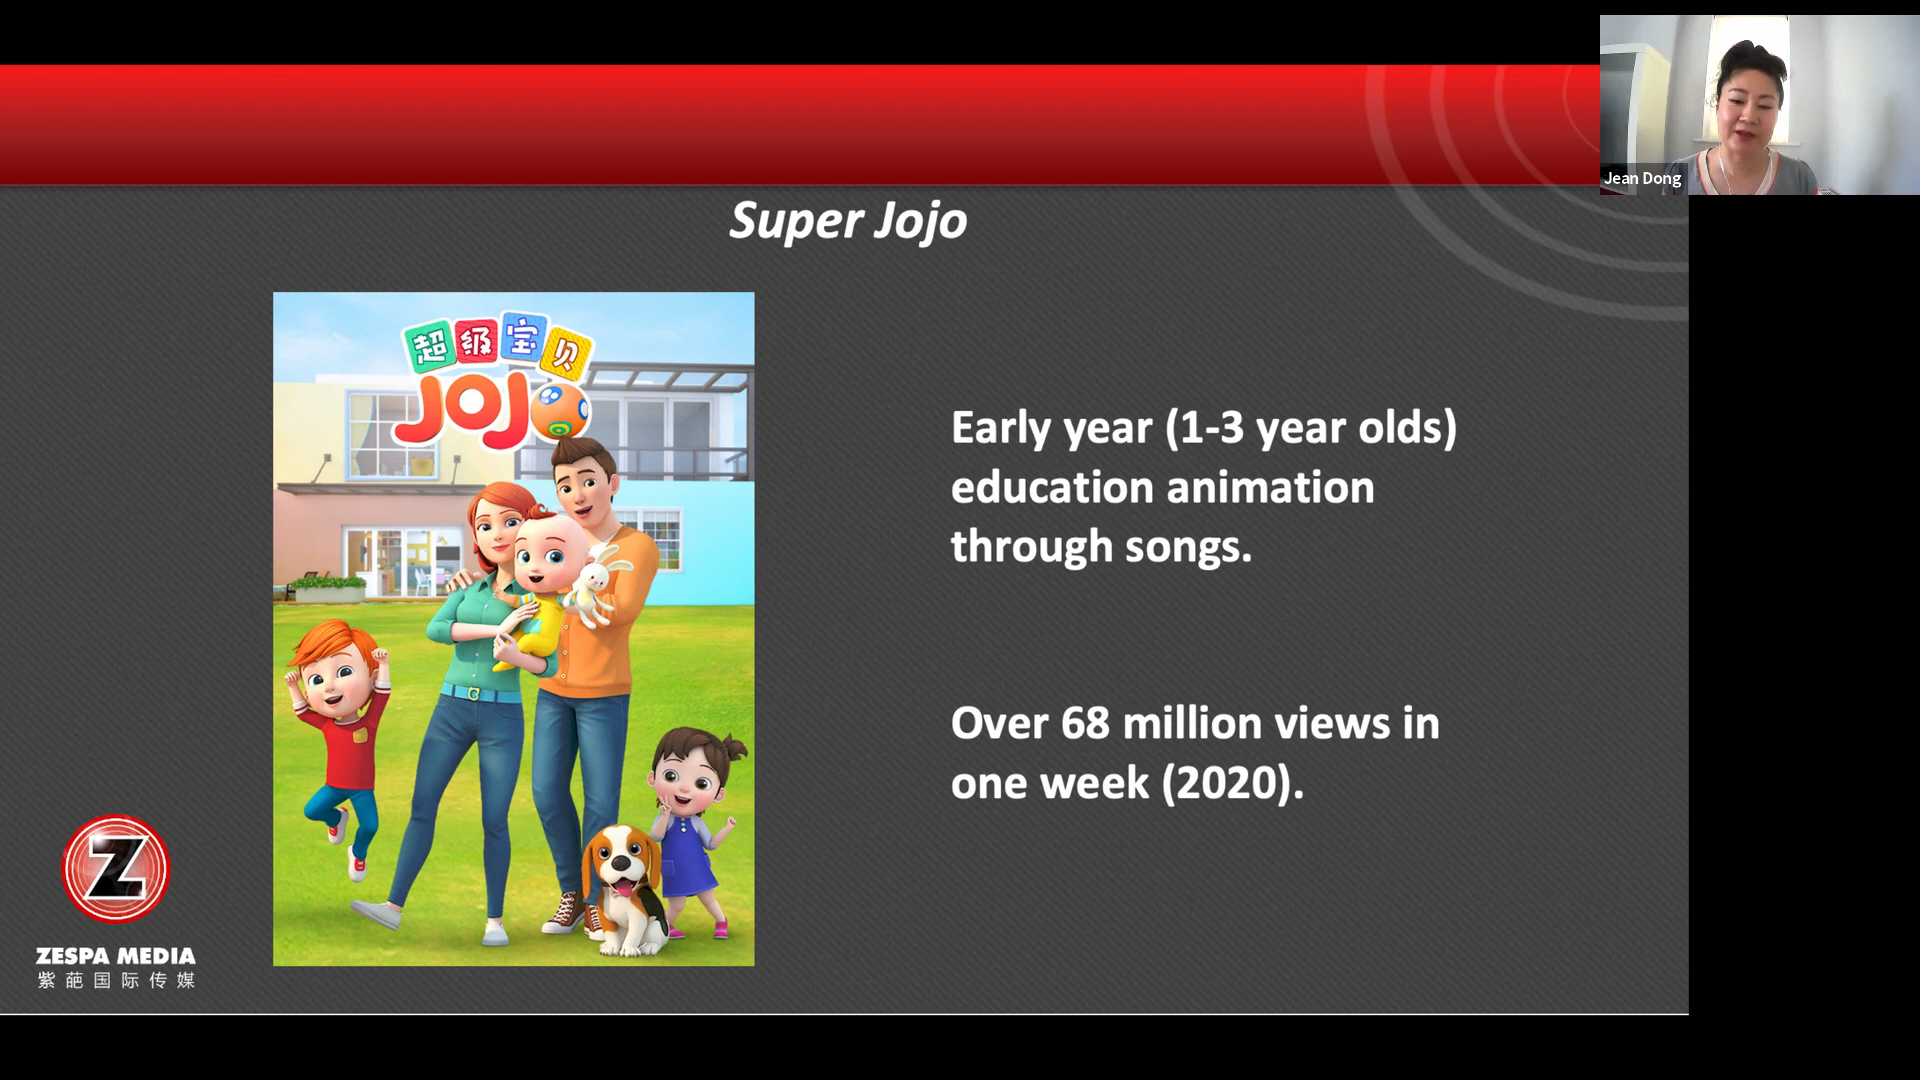 Jean Dong
Super Jojo
超级宝贝
JOJO
Early year (1-3 year olds)
education animation
through songs.
Over 68 million views in
one week (2020).
Z
ZESPA MEDIA
紫葩国际传媒